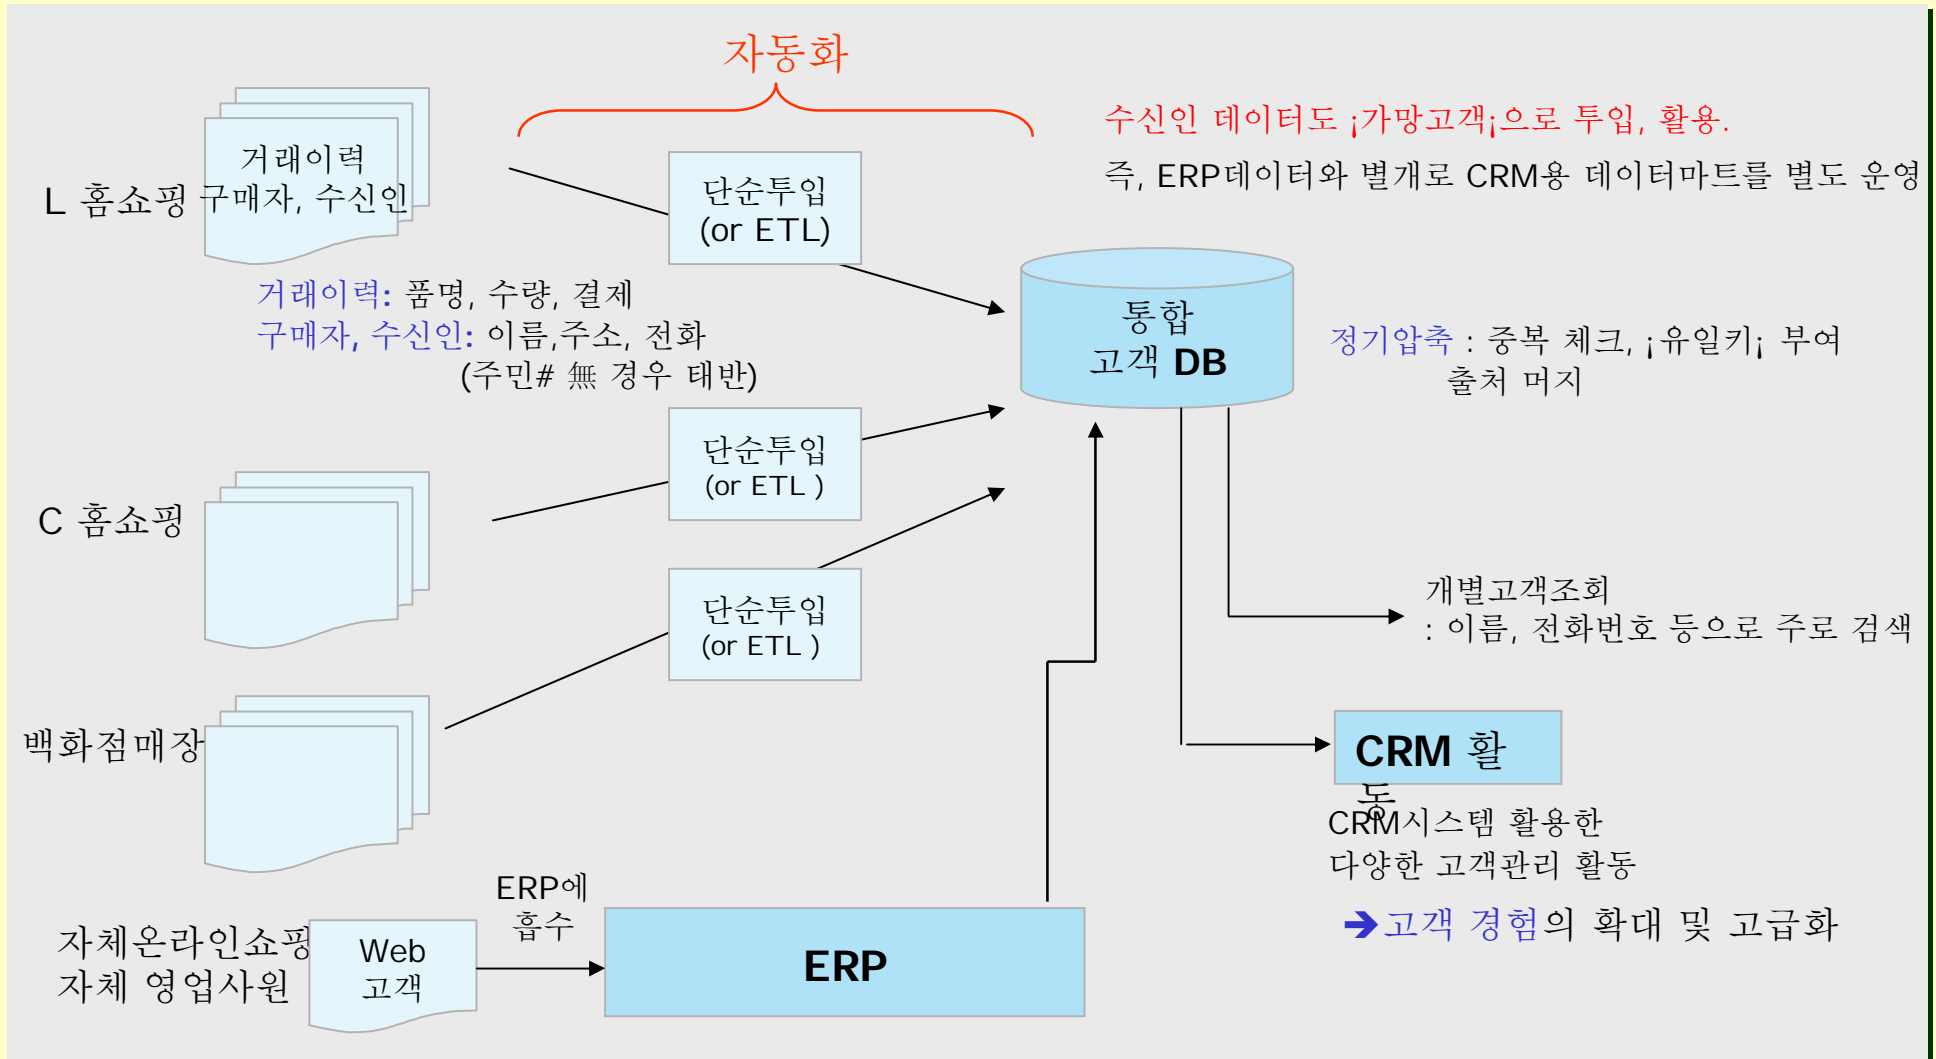 자동화
수신인 데이터도 ¡가망고객¡으로 투입, 활용.
즉, ERP데이터와 별개로 CRM용 데이터마트를 별도 운영
L 홈쇼핑
거래이력
구매자, 수신인
단순투입
(or ETL)
거래이력: 품명, 수량, 결제
구매자, 수신인: 이름,주소, 전화
(주민# 無 경우 태반)
통합
고객 DB
정기압축 : 중복 체크, ¡유일키¡ 부여
출처 머지
C 홈쇼핑
단순투입
(or ETL )
단순투입
(or ETL )
개별고객조회
: 이름, 전화번호 등으로 주로 검색
백화점매장
CRM 활
동
CRM시스템 활용한
다양한 고객관리 활동
➔고객 경험의 확대 및 고급화
자체온라인쇼핑
자체 영업사원
Web
고객
ERP에
흡수
ERP